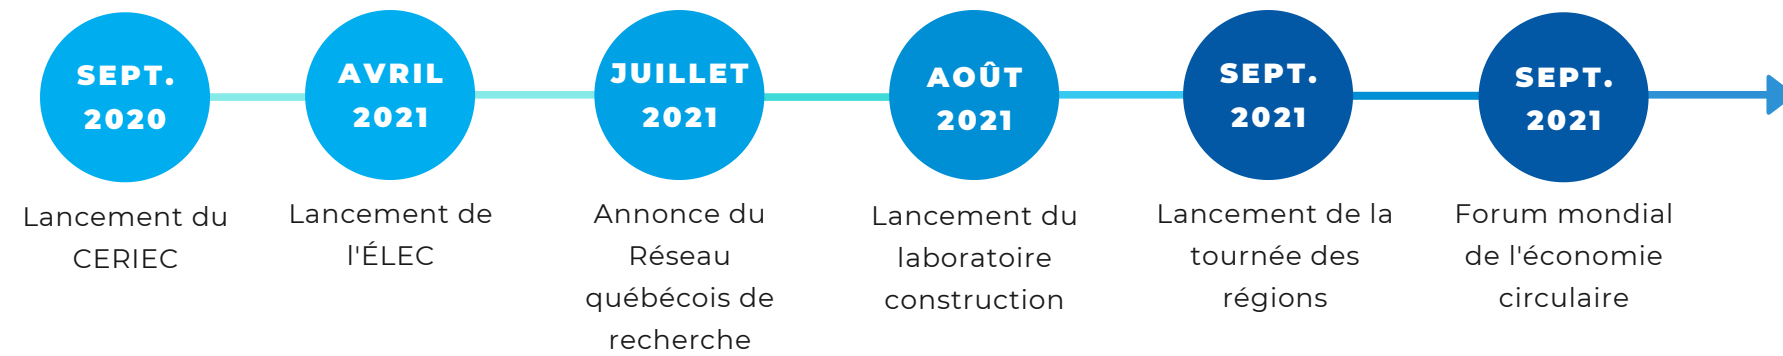 SEPT.
2020
Lancement du
CERIEC
AVRIL
2021
Lancement de
l'ÉLEC
JUILLET
2021
Annonce du
Réseau
québécois de
recherche
AOÛT
2021
Lancement du
laboratoire
construction
SEPT.
2021
Lancement de la
tournée des
régions
SEPT.
2021
Forum mondial
de l'économie
circulaire